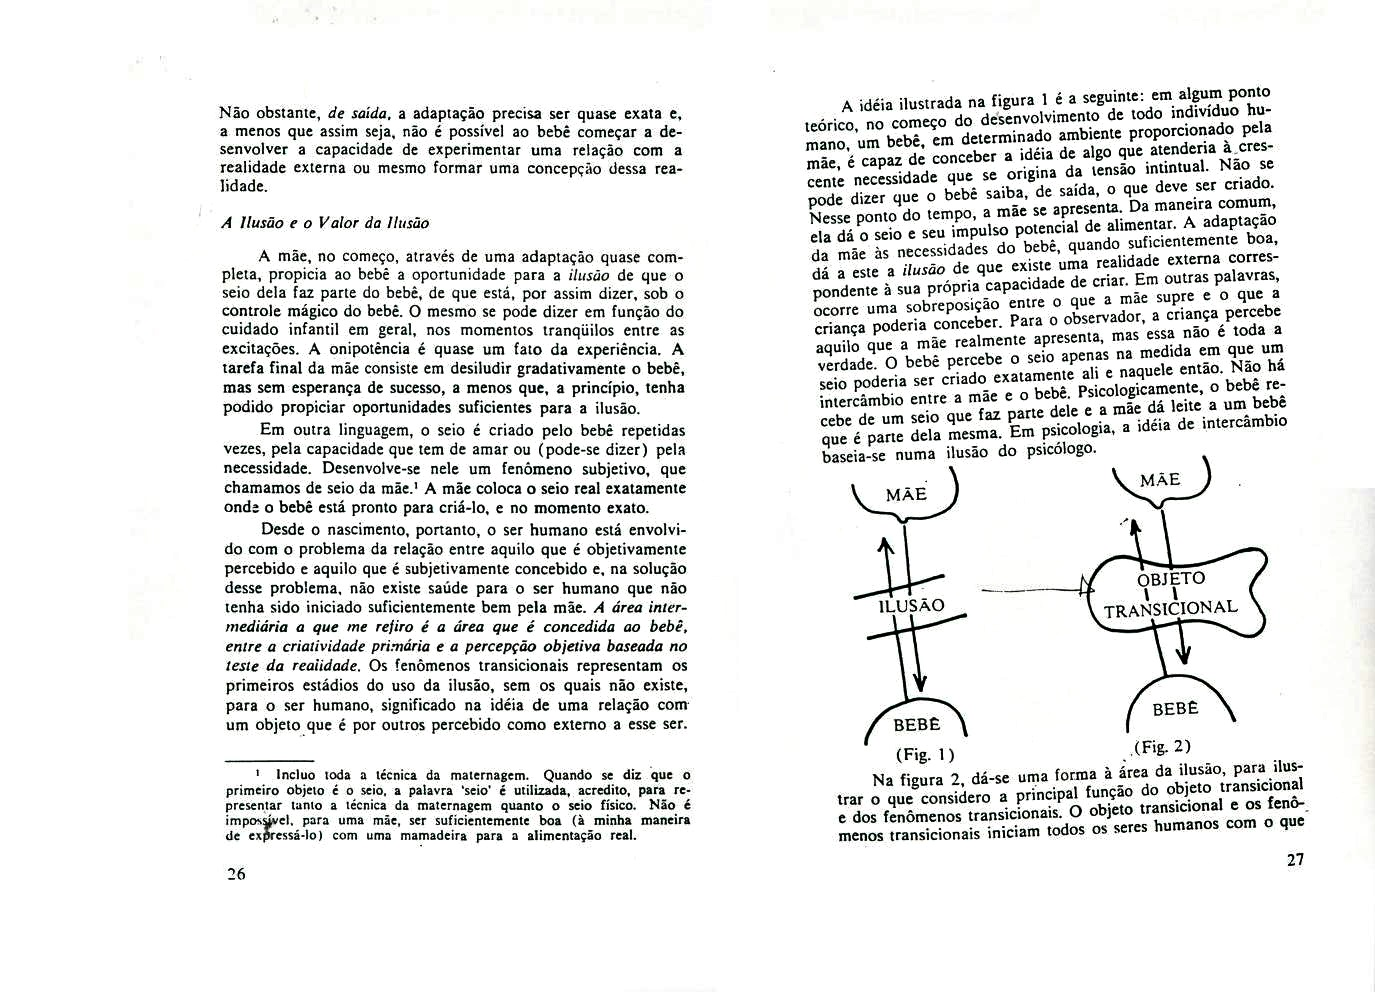 Não obstante, de saída, a adaptação precisa ser quase exata e,
a menos que assim seja, não é possível ao bebê começar a de-
senvolver a capacidade de experimentar uma relação com a
realidade externa ou mesmo formar uma concepção dessa rea-
lidade.
A Ilusão e o Valor da Ilusão
A mãe, no começo, através de uma adaptação quase com-
pleta, propicia ao bebê a oportunidade para a ilusão de que o
seio dela faz parte do bebê, de que está, por assim dizer, sob o
controle mágico do bebê. O mesmo se pode dizer em função do
cuidado infantil em geral, nos momentos tranqüilos entre as
excitações. A onipotência é quase um fato da experiência. A
tarefa final da mãe consiste em desiludir gradativamente o bebê,
mas sem esperança de sucesso, a menos que, a princípio, tenha
podido propiciar oportunidades suficientes para a ilusão.
Em outra linguagem, o seio é criado pelo bebê repetidas
vezes, pela capacidade que tem de amar ou (pode-se dizer) pela
necessidade. Desenvolve-se nele um fenômeno subjetivo, que
chamamos de seio da mãe.¹ A mãe coloca o seio real exatamente
onde o bebê está pronto para criá-lo, e no momento exato.
Desde o nascimento, portanto, o ser humano está envolvi-
do com o problema da relação entre aquilo que é objetivamente
percebido e aquilo que é subjetivamente concebido e, na solução
desse problema, não existe saúde para o ser humano que não
tenha sido iniciado suficientemente bem pela mãe. A área inter-
mediária a que me refiro é a área que é concedida ao bebê,
entre a criatividade primária e a percepção objetiva baseada no
teste da realidade. Os fenômenos transicionais representam os
primeiros estádios do uso da ilusão, sem os quais não existe,
para o ser humano, significado na idéia de uma relação com
um objeto que é por outros percebido como externo a esse ser.
¹ Incluo toda a técnica da maternagem. Quando se diz que o
primeiro objeto é o seio, a palavra 'seio' é utilizada, acredito, para re-
presentar tanto a técnica da maternagem quanto o seio físico. Não é
impossível, para uma mãe, ser suficientemente boa (à minha maneira
de expressá-lo) com uma mamadeira para a alimentação real.
26
A idéia ilustrada na figura 1 é a seguinte: em algum ponto
teórico, no começo do desenvolvimento de todo indivíduo hu-
mano, um bebê, em determinado ambiente proporcionado pela
mãe, é capaz de conceber a idéia de algo que atenderia à cres-
cente necessidade que se origina da tensão intintual. Não se
pode dizer que o bebê saiba, de saída, o que deve ser criado.
Nesse ponto do tempo, a mãe se apresenta. Da maneira comum,
ela dá o seio e seu impulso potencial de alimentar. A adaptação
da mãe às necessidades do bebê, quando suficientemente boa,
dá a este a ilusão de que existe uma realidade externa corres-
pondente à sua própria capacidade de criar. Em outras palavras,
ocorre uma sobreposição entre o que a mãe supre e o que a
criança poderia conceber. Para o observador, a criança percebe
aquilo que a mãe realmente apresenta, mas essa não é toda a
verdade. O bebê percebe o seio apenas na medida em que um
seio poderia ser criado exatamente ali e naquele então. Não há
intercâmbio entre a mãe e o bebê. Psicologicamente, o bebê re-
cebe de um seio que faz parte dele e a mãe dá leite a um bebê
que é parte dela mesma. Em psicologia, a idéia de intercâmbio
baseia-se numa ilusão do psicólogo.
MÃE
ILUSÃO
BEBÊ
(Fig. 1)
MÃE
OBJETO
TRANSICIONAL
BEBÊ
(Fig. 2)
Na figura 2, dá-se uma forma à área da ilusão, para ilus-
trar o que considero a principal função do objeto transicional
e dos fenômenos transicionais. O objeto transicional e os fenô-
menos transicionais iniciam todos os seres humanos com o que
27